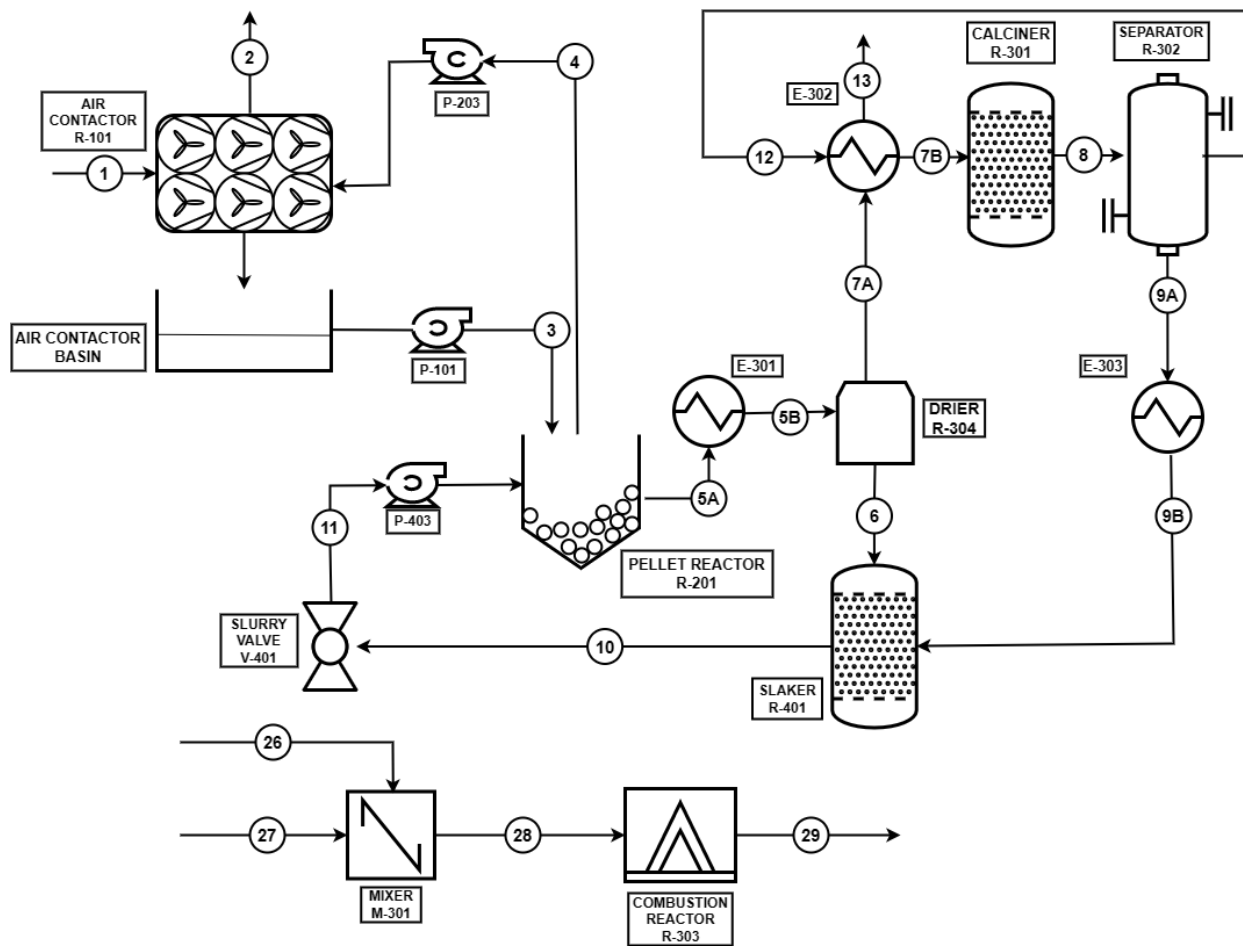 2
4
P-203
AIR
CONTACTOR
R-101
1
E-302
13
CALCINER
R-301
SEPARATOR
R-302
12
7B
8
7A
9A
AIR CONTACTOR
BASIN
P-101
3
E-301
5B
DRIER
R-304
E-303
5A
P-403
11
6
9B
PELLET REACTOR
R-201
SLURRY
VALVE
V-401
10
SLAKER
R-401
26
27
28
29
MIXER
M-301
COMBUSTION
REACTOR
R-303